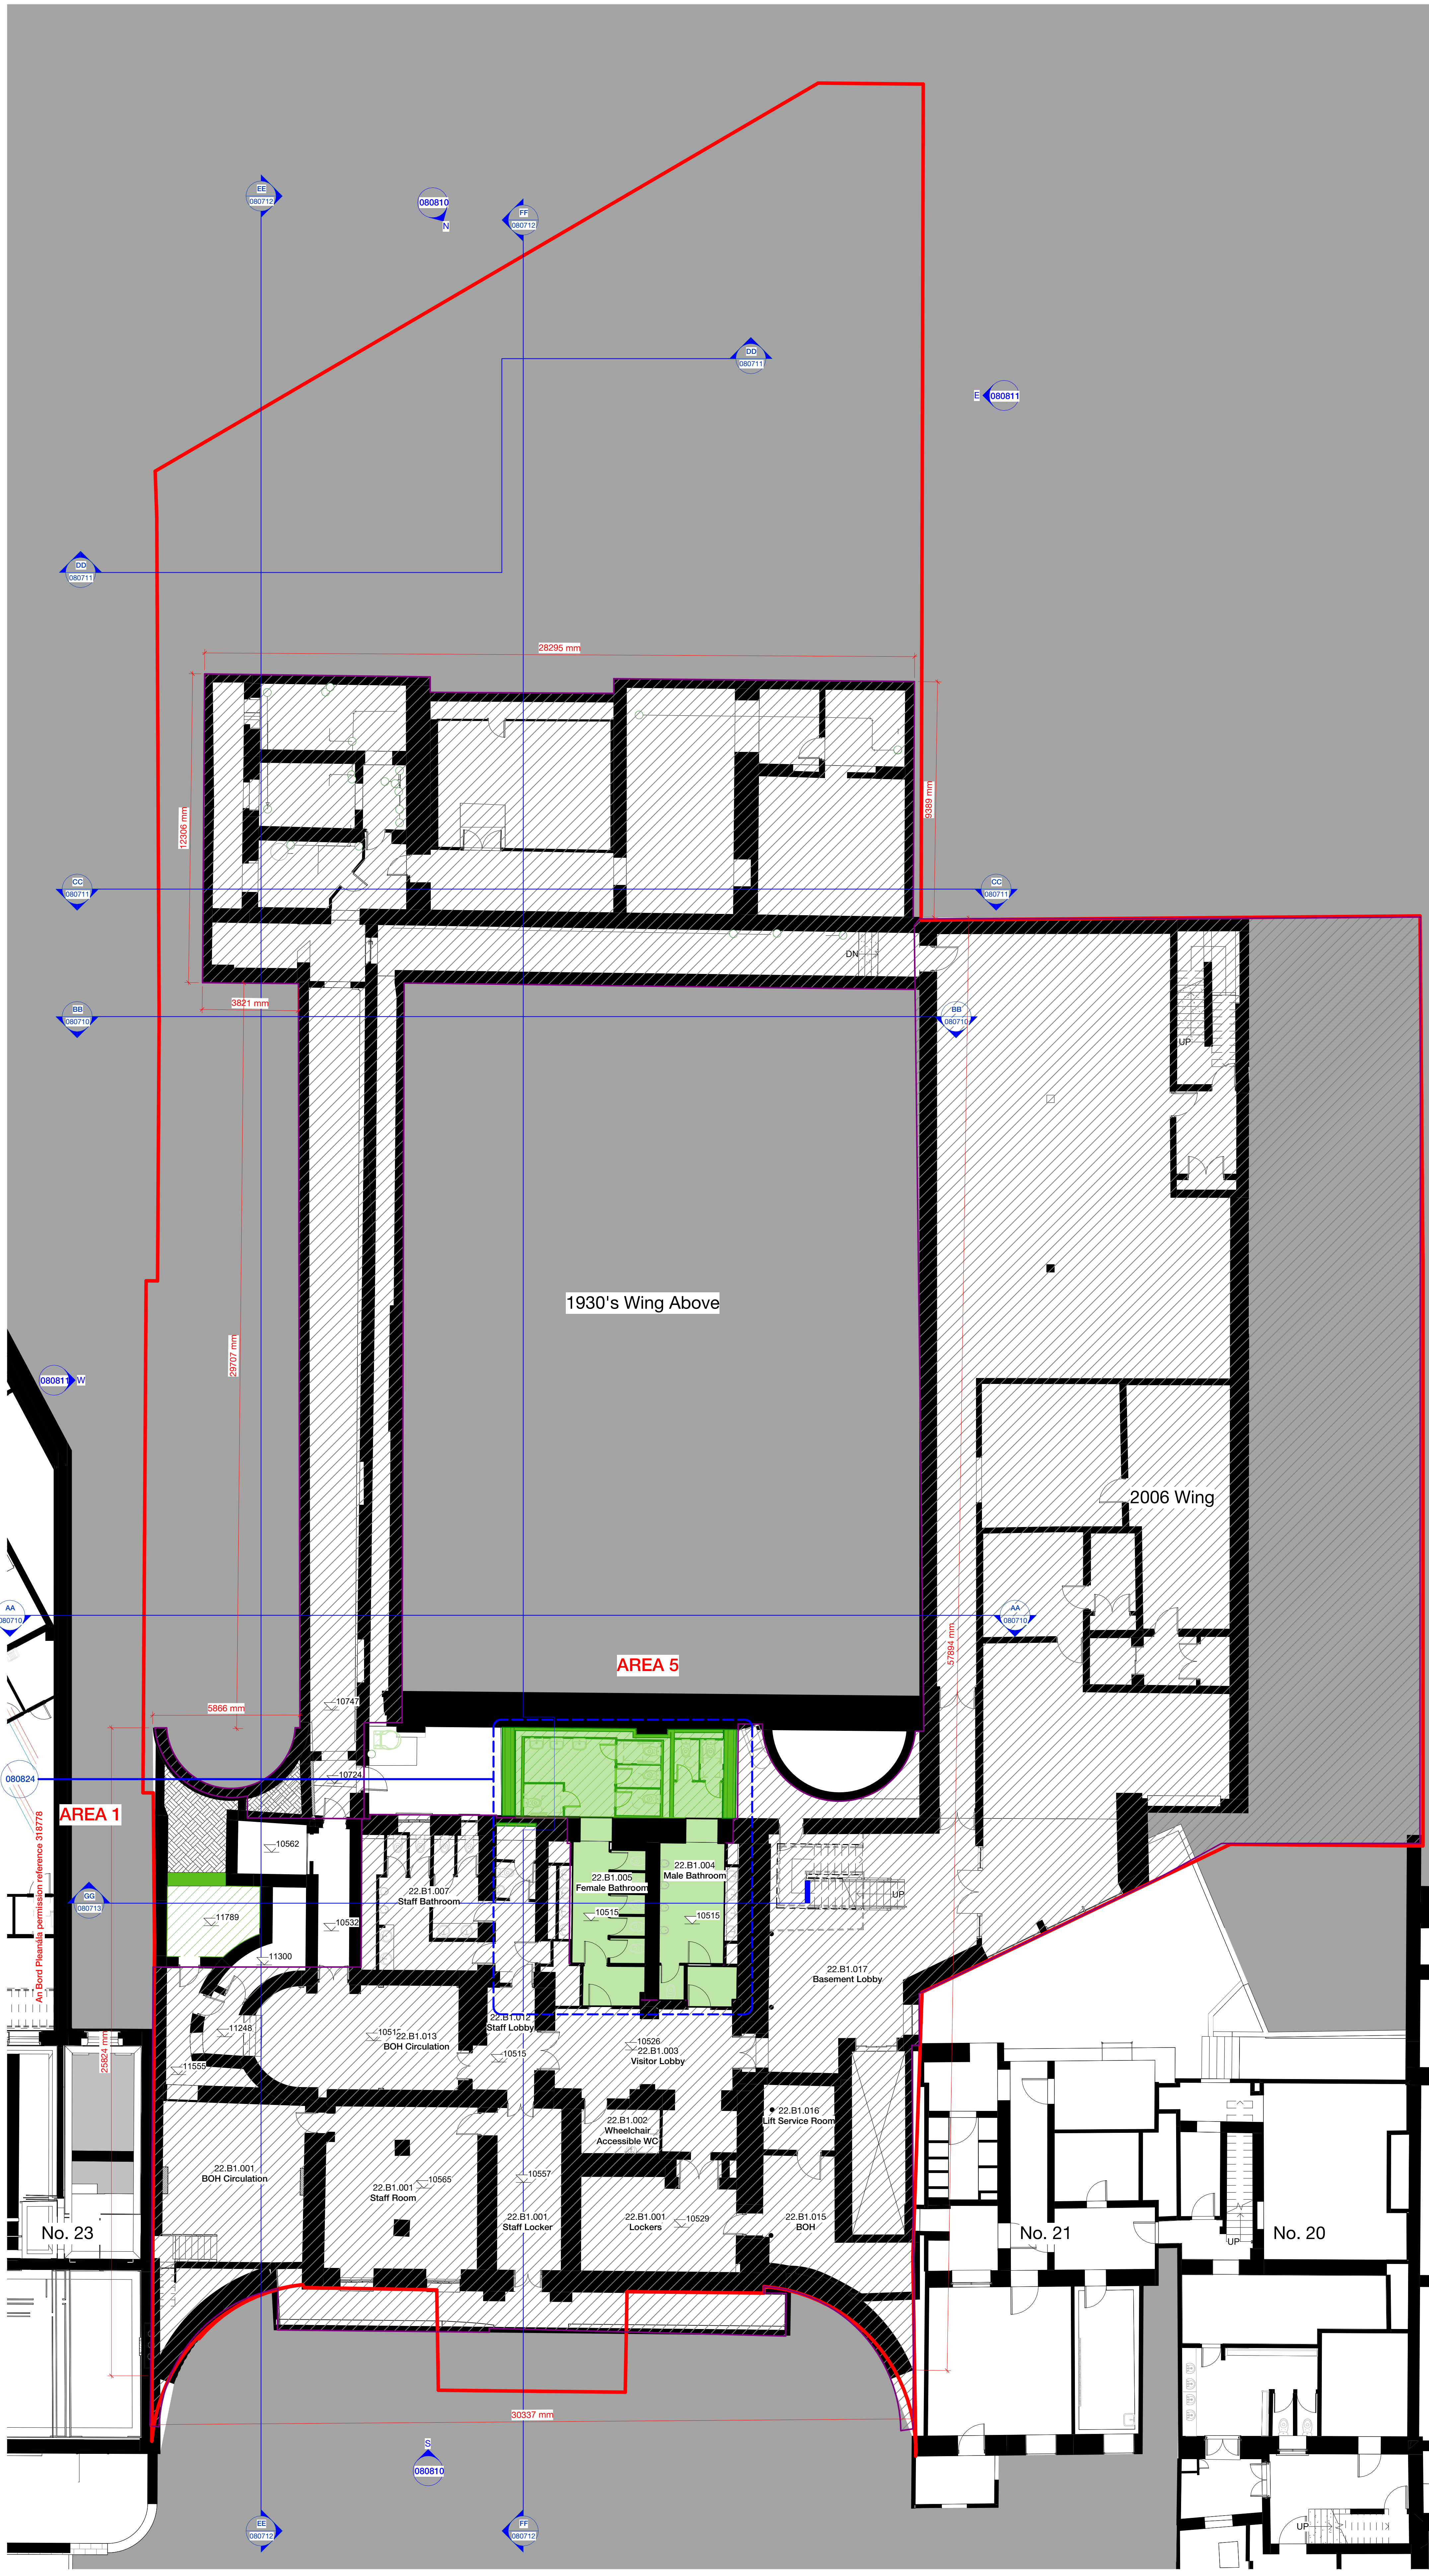 EE
080712
080810
N
FF
080712
DD
080711
E
080811
DD
080711
28295 mm
12306 mm
9389 mm
CC
080711
CC
080711
DN
3821 mm
BB
080710
BB
080710
UP
1930's Wing Above
29707 mm
080811
W
2006 Wing
AA
080710
AA
080710
57894 mm
AREA 5
10747
5866 mm
10724
080824
AREA 1
An Bord Pleanála permission reference 318778
10562
22.B1.007
Staff Bathroom
22.B1.005
Female Bathroom
22.B1.004
Male Bathroom
UP
GG
080713
11789
10532
10515
10515
11300
22.B1.017
Basement Lobby
11248
22.B1.013
BOH Circulation
22.B1.012
Staff Lobby
10515
10526
22.B1.003
Visitor Lobby
25824 mm
11555
22.B1.002
Wheelchair
Accessible WC
22.B1.016
Lift Service Room
22.B1.001
BOH Circulation
10565
22.B1.001
Staff Room
10557
22.B1.001
Staff Locker
22.B1.001
Lockers
10529
22.B1.015
BOH
No. 23
No. 21
No. 20
UP
30337 mm
S
080810
EE
080712
FF
080712
UP